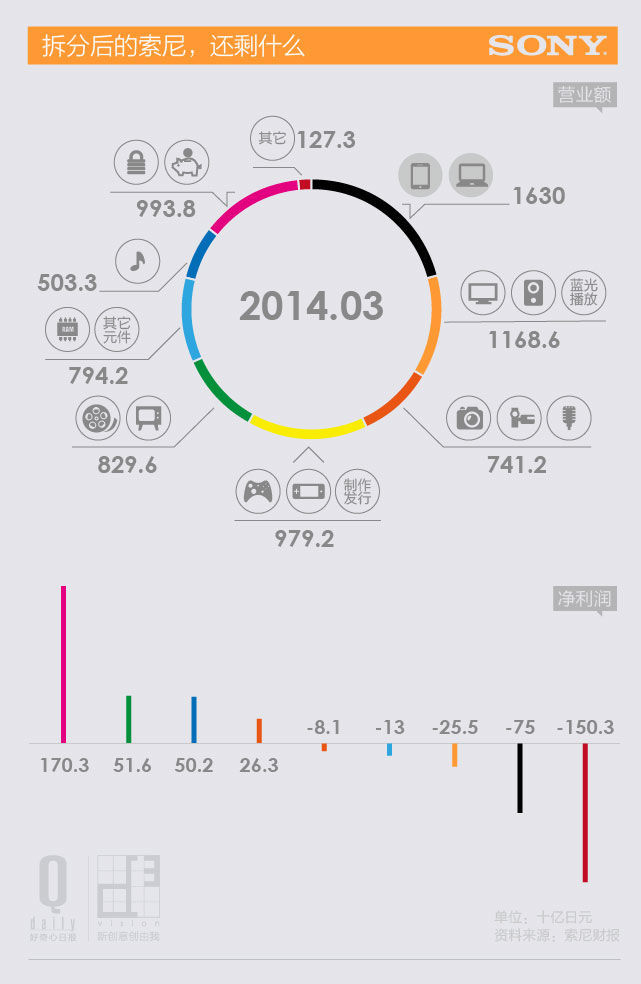 拆分后的索尼，还剩什么
SONY
营业额
其它
127.3
993.8
1630
503.3
蓝光
播放
1168.6
RAM
其它
元件
794.2
2014.03
829.6
741.2
制作
发行
979.2
净利润
-8.1
-13
-25.5
-75
-150.3
170.3
51.6
50.2
26.3
Q
daily
好奇心日报
vision
新创意创由我
单位：十亿日元
资料来源：索尼财报